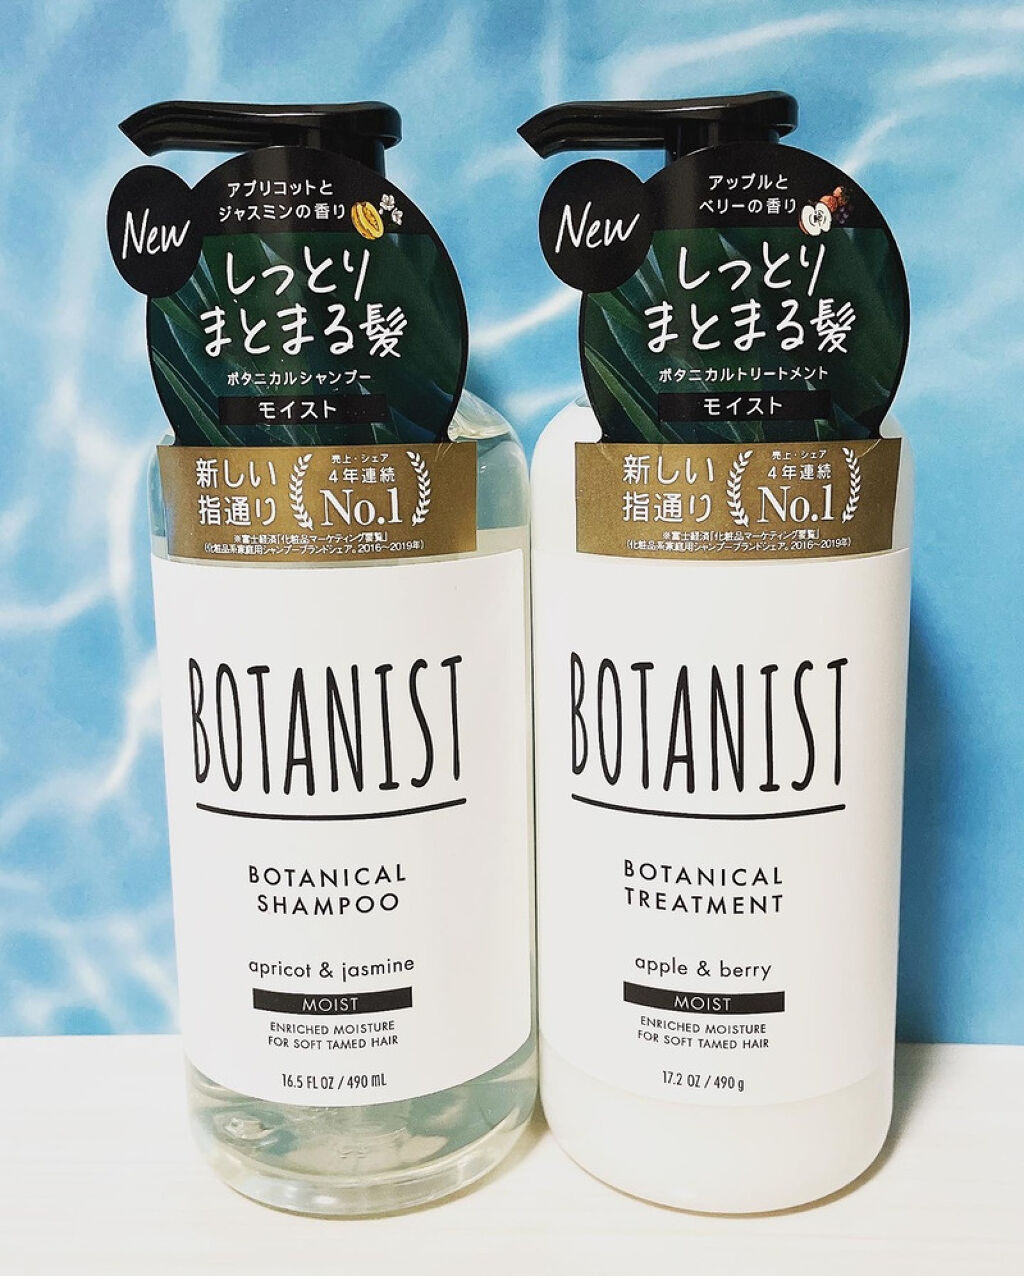 New
アプリコットと
ジャスミンの香り
しっとり
まとまる髪
ボタニカルシャンプー
モイスト
新しい
指通り
売上・シェア
4年連続
No.1
※富士経済「化粧品マーケティング要覧」
(化粧品系家庭用シャンプーブランドシェア。2016〜2019年)
BOTANIST
BOTANICAL
SHAMPOO
apricot & jasmine
MOIST
ENRICHED MOISTURE
FOR SOFT TAMED HAIR
16.5 FL OZ / 490 mL
New
アップルと
ベリーの香り
しっとり
まとまる髪
ボタニカルトリートメント
モイスト
新しい
指通り
売上・シェア
4年連続
No.1
※富士経済「化粧品マーケティング要覧」
(化粧品系家庭用シャンプーブランドシェア。2016〜2019年)
BOTANIST
BOTANICAL
TREATMENT
apple & berry
MOIST
ENRICHED MOISTURE
FOR SOFT TAMED HAIR
17.2 OZ / 490 g